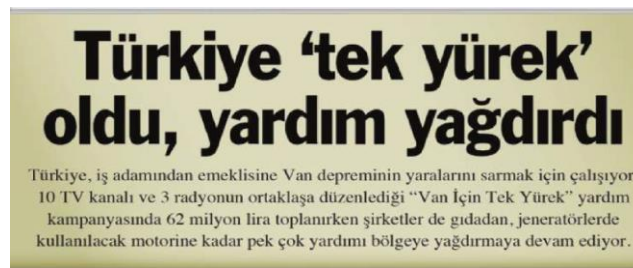 Türkiye ‘tek yürek’
oldu, yardım yağdırdı
Türkiye, iş adamından emeklisine Van depreminin yaralarını sarmak için çalışıyor
10 TV kanalı ve 3 radyonun ortaklaşa düzenlediği “Van İçin Tek Yürek” yardım
kampanyasında 62 milyon lira toplanırken şirketler de gıdadan, jeneratörlerde
kullanılacak motorine kadar pek çok yardımı bölgeye yağdırmaya devam ediyor.